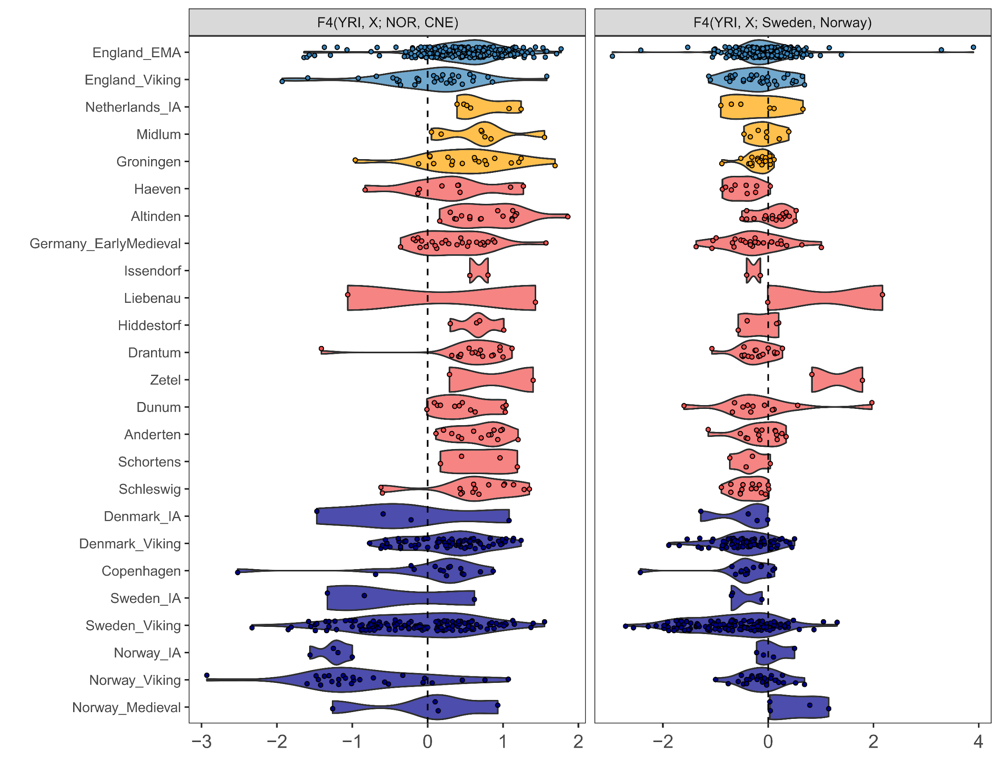 F4(YRI, X; NOR, CNE) F4(YRI, X; Sweden, Norway)
England_EMA
England_Viking
Netherlands_IA
Midlum
Groningen
Haeven
Altinden
Germany_EarlyMedieval
Issendorf
Liebenau
Hiddestorf
Drantum
Zetel
Dunum
Anderten
Schortens
Schleswig
Denmark_IA
Denmark_Viking
Copenhagen
Sweden_IA
Sweden_Viking
Norway_IA
Norway_Viking
Norway_Medieval
−3 −2 −1 0 1 2 −2 0 2 4